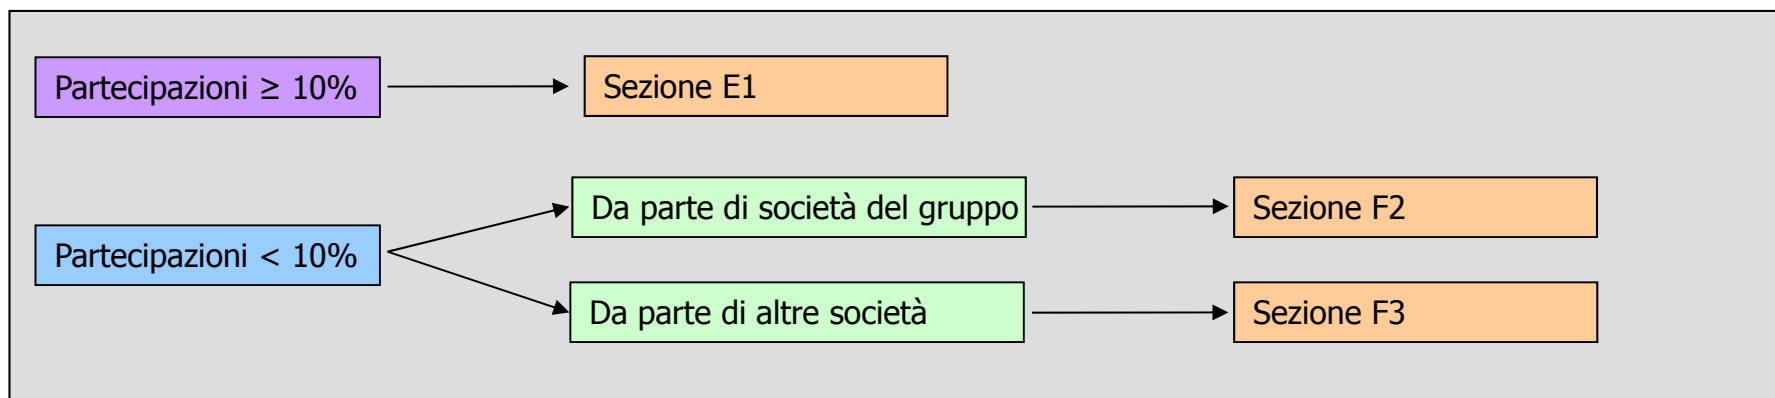 Partecipazioni ≥ 10%
Sezione E1
Partecipazioni < 10%
Da parte di società del gruppo
Sezione F2
Da parte di altre società
Sezione F3